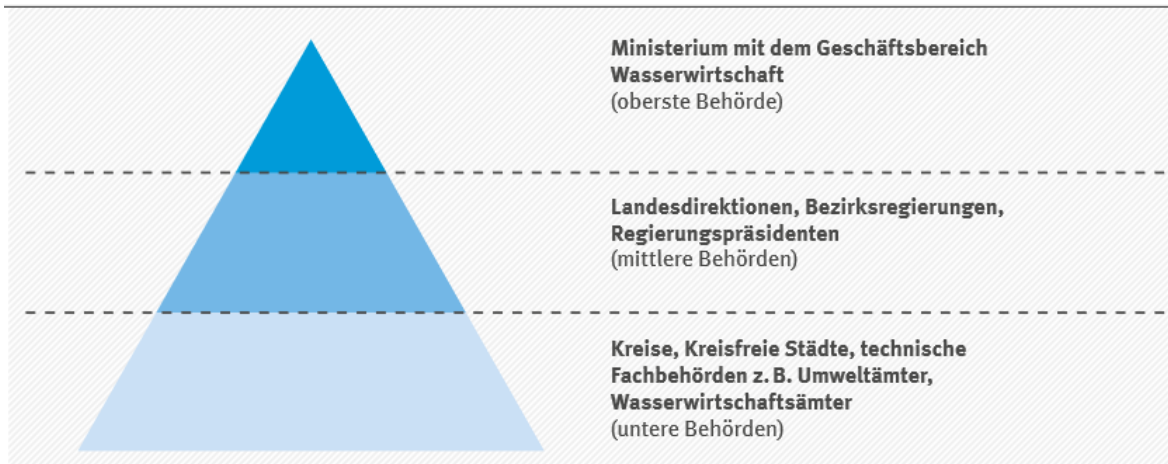 Ministerium mit dem Geschäftsbereich
Wasserwirtschaft
(oberste Behörde)
Landesdirektionen, Bezirksregierungen,
Regierungspräsidenten
(mittlere Behörden)
Kreise, Kreisfreie Städte, technische
Fachbehörden z. B. Umweltämter,
Wasserwirtschaftsämter
(untere Behörden)